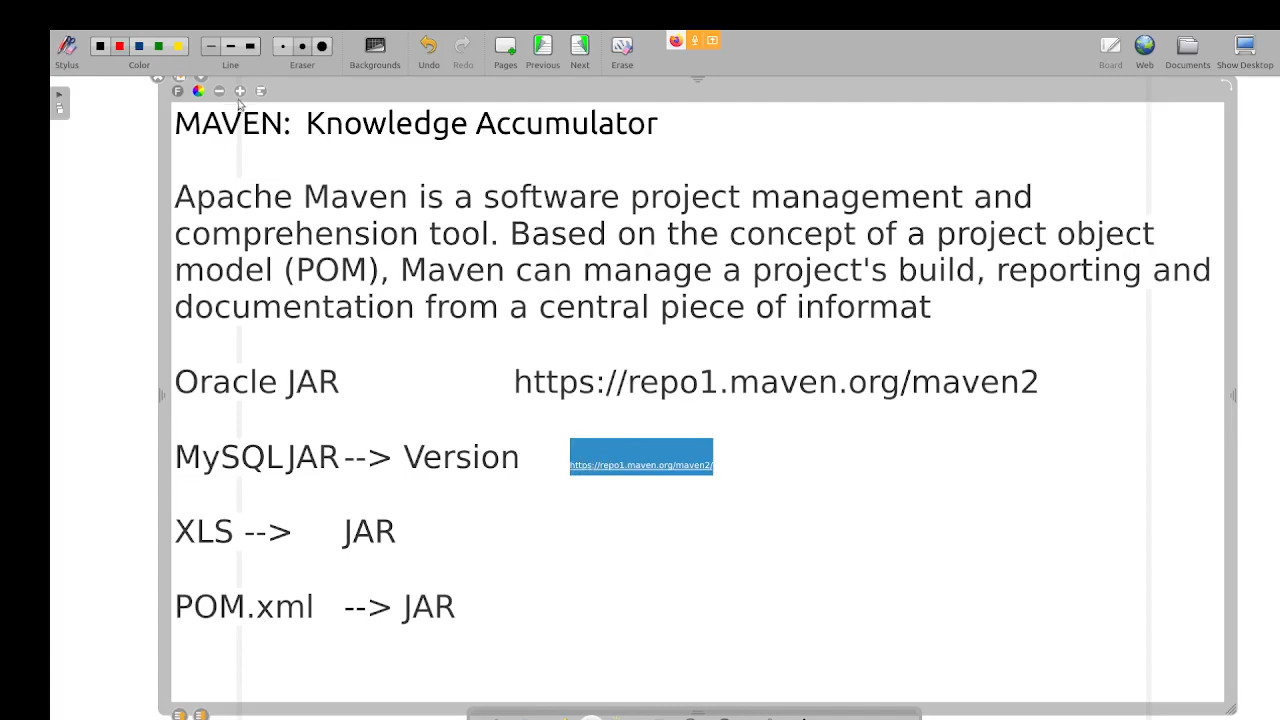 Stylus Color Line Eraser Backgrounds Undo Redo Pages Previous Next Erase Board Web Documents Show Desktop
MAVEN: Knowledge Accumulator
Apache Maven is a software project management and
comprehension tool. Based on the concept of a project object
model (POM), Maven can manage a project's build, reporting and
documentation from a central piece of informat
Oracle JAR https://repo1.maven.org/maven2
MySQLJAR --> Version https://repo1.maven.org/maven2/
XLS --> JAR
POM.xml --> JAR